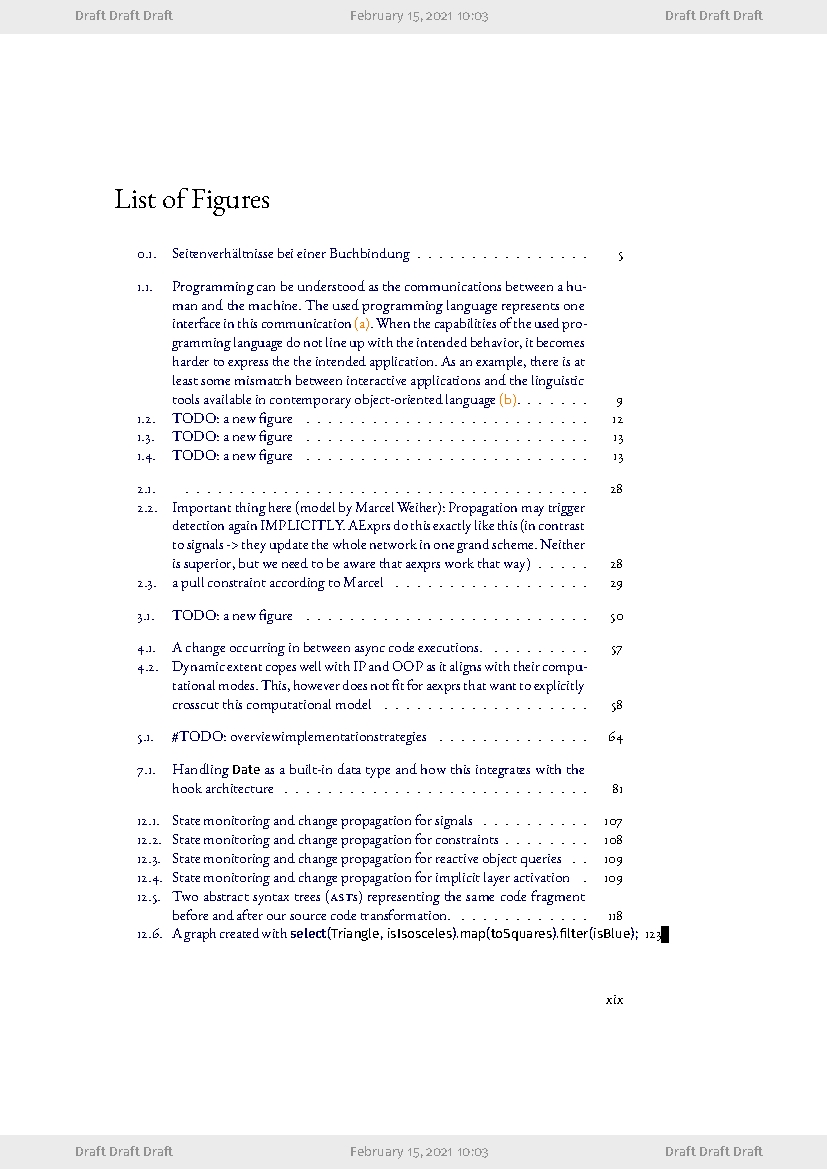 Draft Draft Draft February 15, 2021 10:03 Draft Draft Draft
List of Figures
0.1. Seitenverhältnisse bei einer Buchbindung . . . . . . . . . . . . . . . . 5
1.1. Programming can be understood as the communications between a hu-
man and the machine. The used programming language represents one
interface in this communication (a). When the capabilities of the used pro-
gramming language do not line up with the intended behavior, it becomes
harder to express the the intended application. As an example, there is at
least some mismatch between interactive applications and the linguistic
tools available in contemporary object-oriented language (b). . . . . . . 9
1.2. TODO: a new figure . . . . . . . . . . . . . . . . . . . . . . . . . . 12
1.3. TODO: a new figure . . . . . . . . . . . . . . . . . . . . . . . . . . 13
1.4. TODO: a new figure . . . . . . . . . . . . . . . . . . . . . . . . . . 13
2.1. . . . . . . . . . . . . . . . . . . . . . . . . . . . . . . . . . . . . . 28
2.2. Important thing here (model by Marcel Weiher): Propagation may trigger
detection again IMPLICITLY. AExprs do this exactly like this (in contrast
to signals -> they update the whole network in one grand scheme. Neither
is superior, but we need to be aware that aexprs work that way) . . . . . 28
2.3. a pull constraint according to Marcel . . . . . . . . . . . . . . . . . . 29
3.1. TODO: a new figure . . . . . . . . . . . . . . . . . . . . . . . . . . 50
4.1. A change occurring in between async code executions. . . . . . . . . . 57
4.2. Dynamic extent copes well with IP and OOP as it aligns with their compu-
tational modes. This, however does not fit for aexprs that want to explicitly
crosscut this computational model . . . . . . . . . . . . . . . . . . . 58
5.1. #TODO: overviewimplementationstrategies . . . . . . . . . . . . . . 64
7.1. Handling Date as a built-in data type and how this integrates with the
hook architecture . . . . . . . . . . . . . . . . . . . . . . . . . . . . 81
12.1. State monitoring and change propagation for signals . . . . . . . . . . 107
12.2. State monitoring and change propagation for constraints . . . . . . . . 108
12.3. State monitoring and change propagation for reactive object queries . . 109
12.4. State monitoring and change propagation for implicit layer activation . 109
12.5. Two abstract syntax trees (ASTs) representing the same code fragment
before and after our source code transformation. . . . . . . . . . . . . 118
12.6. A graph created with select(Triangle, isIsosceles).map(toSquares).filter(isBlue); 123
xix
Draft Draft Draft February 15, 2021 10:03 Draft Draft Draft